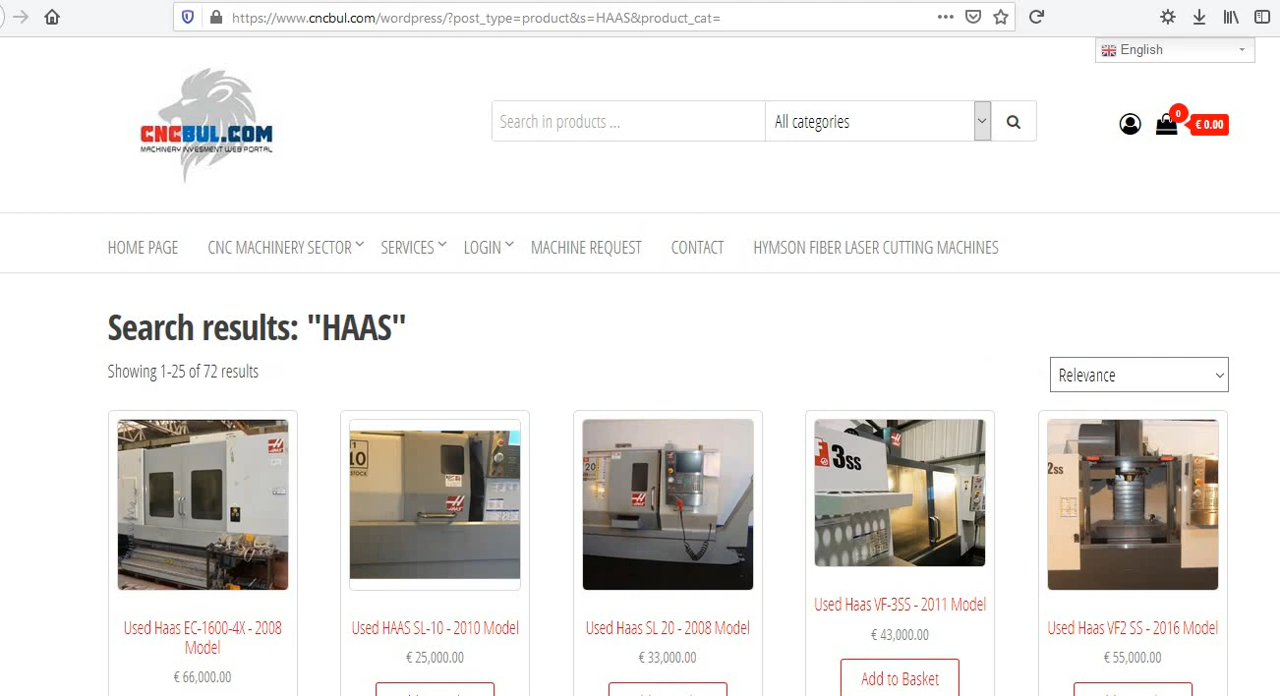 https://www.cncbul.com/wordpress/?post_type=product&s=HAAS&product_cat=
English
CNCBUL.COM
MACHINERY INVESMENT WEB PORTAL
Search in products ...
All categories
0
€ 0.00
HOME PAGE
CNC MACHINERY SECTOR
SERVICES
LOGIN
MACHINE REQUEST
CONTACT
HYMSON FIBER LASER CUTTING MACHINES
Search results: "HAAS"
Showing 1-25 of 72 results
Relevance
10
20
3SS
2ss
Used Haas EC-1600-4X - 2008
Model
€ 66,000.00
Used HAAS SL-10 - 2010 Model
€ 25,000.00
Used Haas SL 20 - 2008 Model
€ 33,000.00
Used Haas VF-3SS - 2011 Model
€ 43,000.00
Add to Basket
Used Haas VF2 SS - 2016 Model
€ 55,000.00